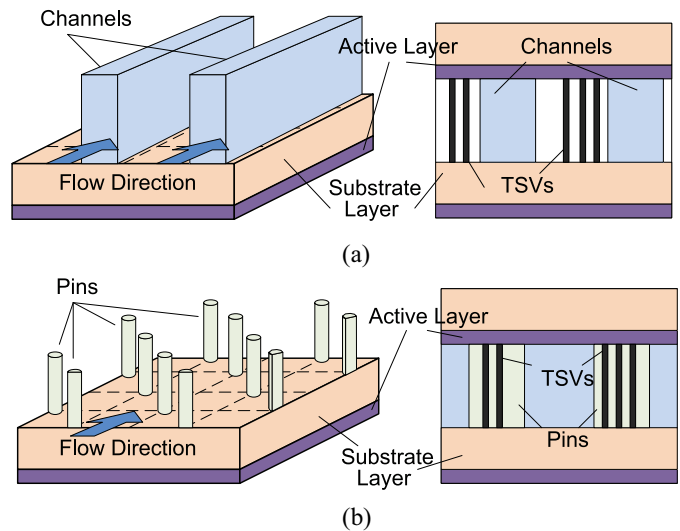 Channels
Flow Direction
Active Layer
Channels
Substrate
Layer
TSVs
(a)
Pins
Flow Direction
Active Layer
TSVs
Pins
Substrate
Layer
(b)